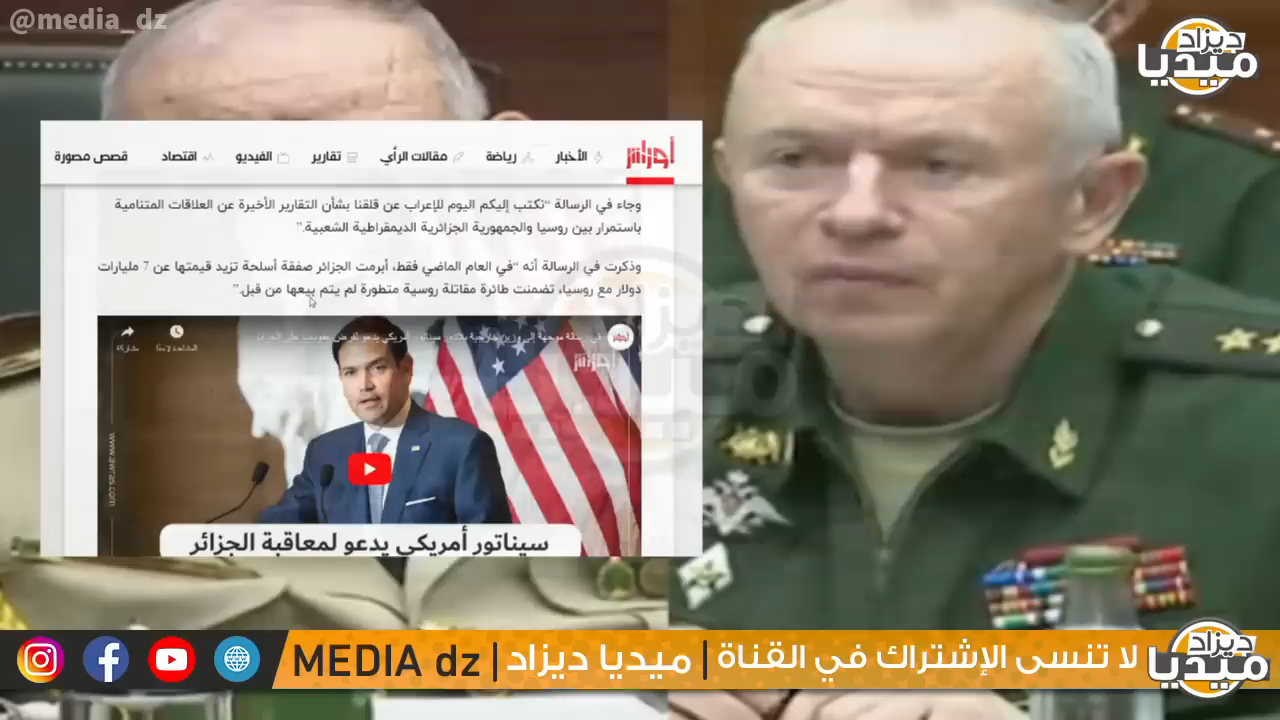 @media_dz
ديزاد
ميديا
أوراس
الأخبار
رياضة
مقالات الرأي
تقارير
الفيديو
اقتصاد
قصص مصورة
وجاء في الرسالة “نكتب إليكم اليوم للإعراب عن قلقنا بشأن التقارير الأخيرة عن العلاقات المتنامية
باستمرار بين روسيا والجمهورية الجزائرية الديمقراطية الشعبية.”
وذكرت في الرسالة أنه “في العام الماضي فقط، أبرمت الجزائر صفقة أسلحة تزيد قيمتها عن 7 مليارات
دولار مع روسيا، تضمنت طائرة مقاتلة روسية متطورة لم يتم بيعها من قبل.”
المشاهدة لاحقًا
مشاركة
أوراس
سيناتور أمريكي يدعو لمعاقبة الجزائر
لا تنسى الإشتراك في القناة | ميديا ديزاد | MEDIA dz
ديزاد
ميديا